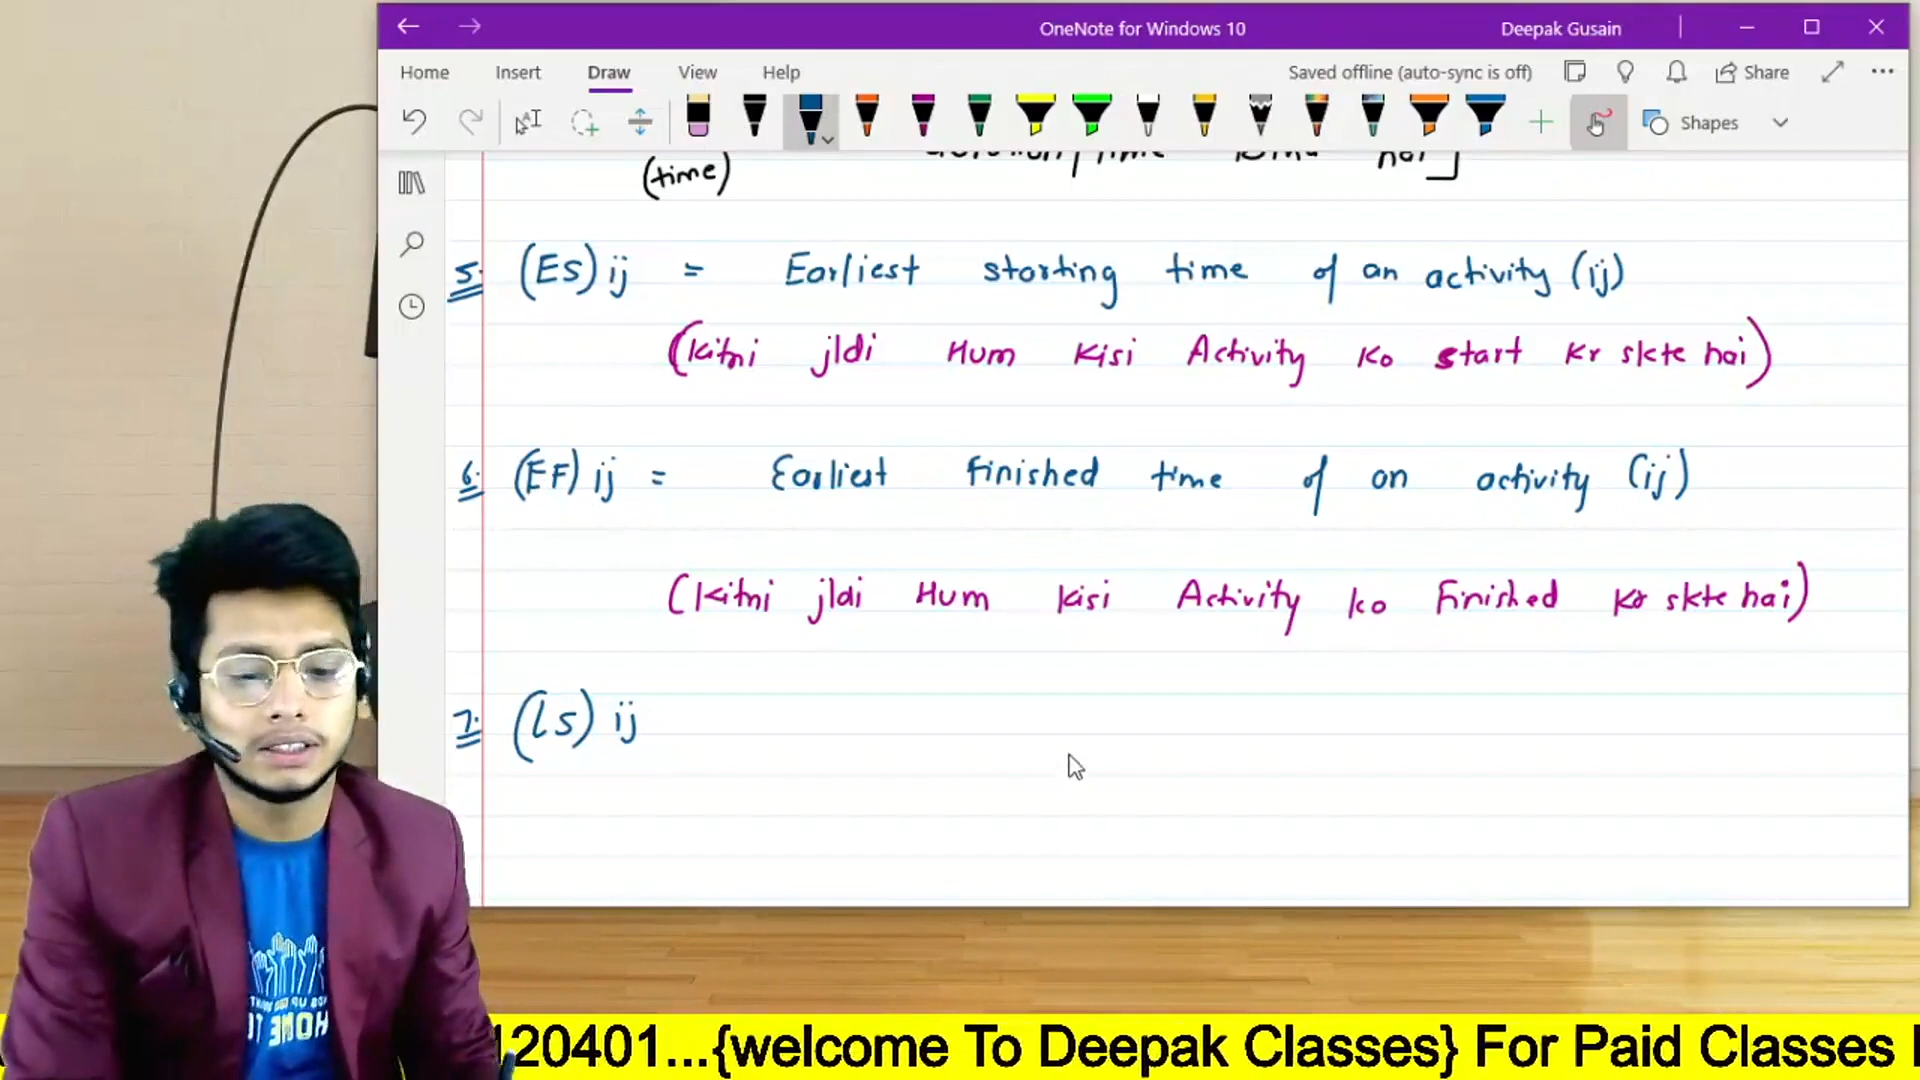 OneNote for Windows 10
Deepak Gusain
Home Insert Draw View Help
Saved offline (auto-sync is off)
Share
Shapes
(time)
5. (ES) ij = Earliest starting time of an activity (ij)
(Kitni jldi Hum Kisi Activity Ko start Kr skte hai)
6. (EF) ij = Earliest Finished time of an activity (ij)
(Kitni jldi Hum Kisi Activity ko Finished Kr skte hai)
7. (LS) ij
HOME
120401...{welcome To Deepak Classes} For Paid Classes